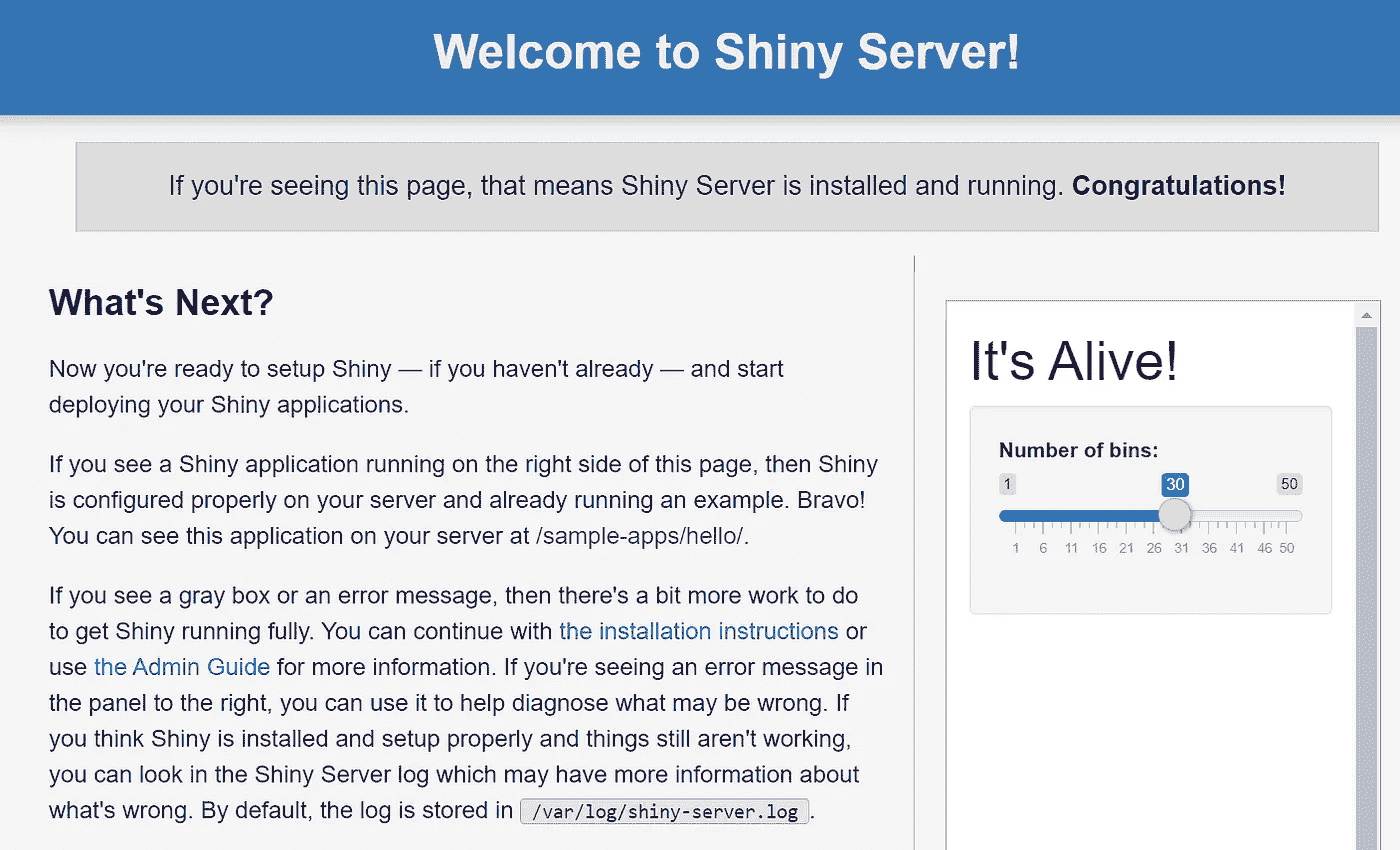 Welcome to Shiny Server!
If you're seeing this page, that means Shiny Server is installed and running. Congratulations!
What's Next?
Now you're ready to setup Shiny — if you haven't already — and start
deploying your Shiny applications.
If you see a Shiny application running on the right side of this page, then Shiny
is configured properly on your server and already running an example. Bravo!
You can see this application on your server at /sample-apps/hello/.
If you see a gray box or an error message, then there's a bit more work to do
to get Shiny running fully. You can continue with the installation instructions or
use the Admin Guide for more information. If you're seeing an error message in
the panel to the right, you can use it to help diagnose what may be wrong. If
you think Shiny is installed and setup properly and things still aren't working,
you can look in the Shiny Server log which may have more information about
what's wrong. By default, the log is stored in /var/log/shiny-server.log.
It's Alive!
Number of bins:
1 30 50
1 6 11 16 21 26 31 36 41 46 50